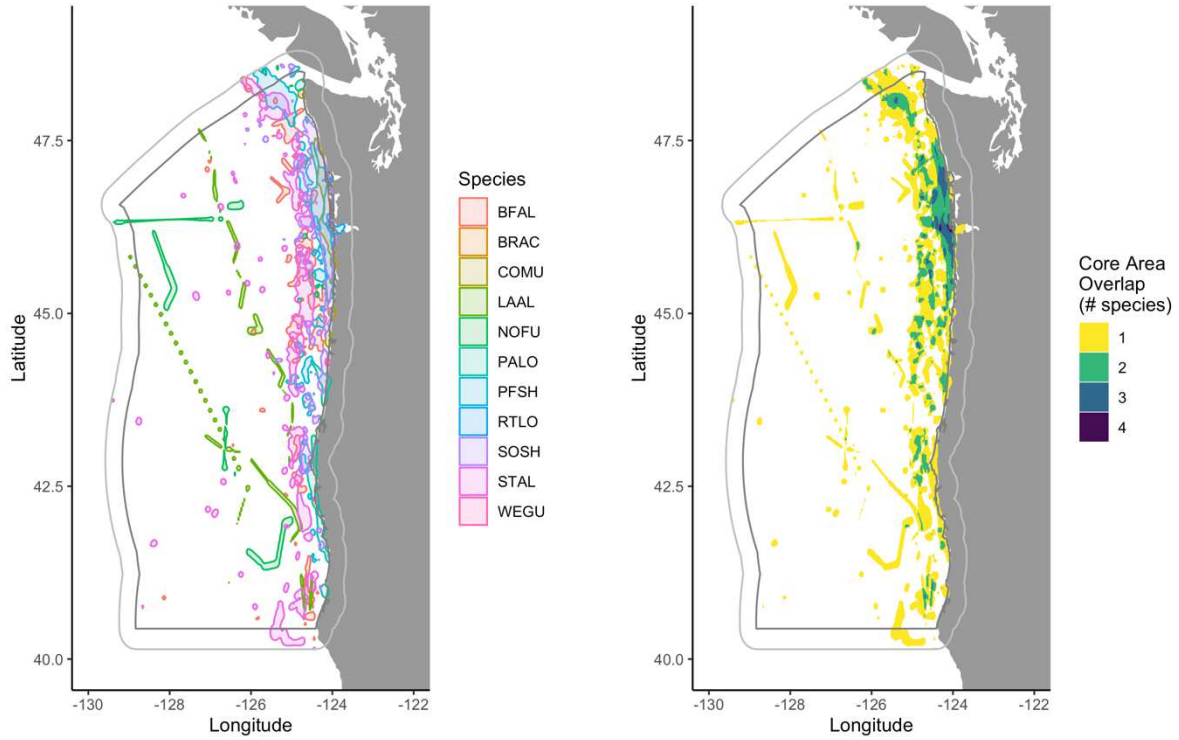 47.5
45.0
42.5
40.0
Latitude
-130
-128
-126
-124
-122
Longitude
Species
BFAL
BRAC
COMU
LAAL
NOFU
PALO
PFSH
RTLO
SOSH
STAL
WEGU
47.5
45.0
42.5
40.0
Latitude
-130
-128
-126
-124
-122
Longitude
Core Area
Overlap
(# species)
1
2
3
4